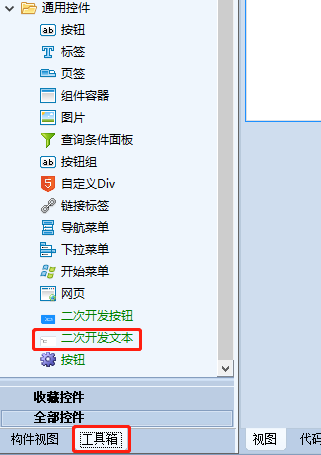 通用控件
ab 按钮
标签
页签
组件容器
图片
查询条件面板
ab 按钮组
5 自定义Div
链接标签
导航菜单
下拉菜单
开始菜单
网页
二次开发按钮
二次开发文本
按钮
收藏控件
全部控件
构件视图 工具箱 视图 代码